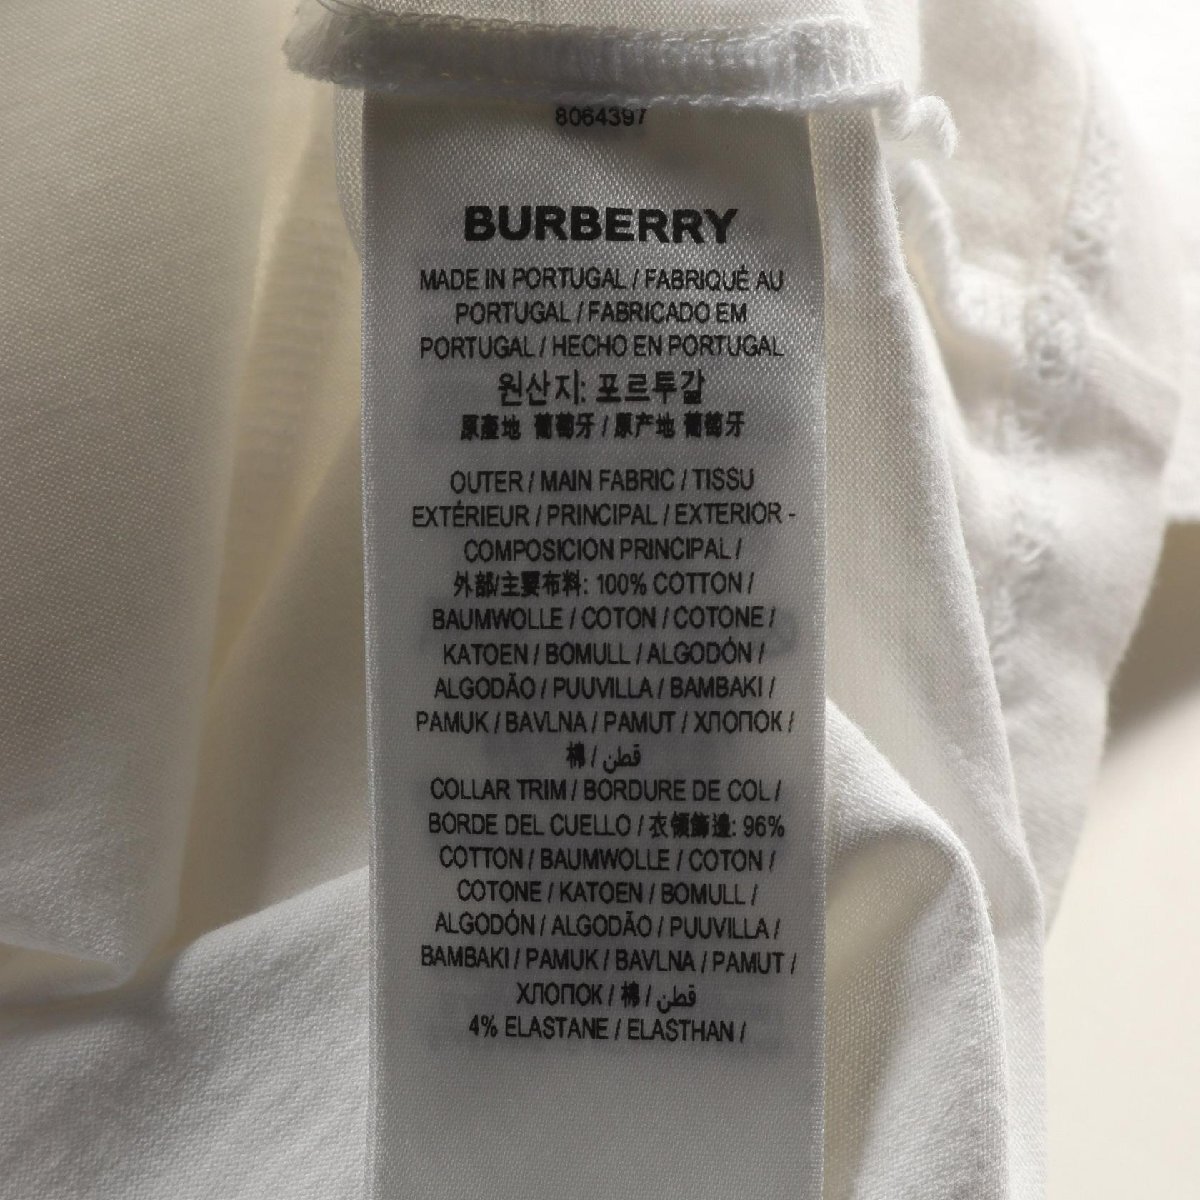 8064397
BURBERRY
MADE IN PORTUGAL / FABRIQUÉ AU
PORTUGAL / FABRICADO EM
PORTUGAL / HECHO EN PORTUGAL
원산지: 포르투갈
原產地 葡萄牙 / 原产地 葡萄牙
OUTER / MAIN FABRIC / TISSU
EXTÉRIEUR / PRINCIPAL / EXTERIOR -
COMPOSICION PRINCIPAL /
外部/主要布料: 100% COTTON /
BAUMWOLLE / COTON / COTONE /
KATOEN / BOMULL / ALGODÓN /
ALGODÃO / PUUVILLA / BAMBAKI /
PAMUK / BAVLNA / PAMUT / ХЛОПОК /
棉 / قطن
COLLAR TRIM / BORDURE DE COL /
BORDE DEL CUELLO / 衣領飾邊: 96%
COTTON / BAUMWOLLE / COTON /
COTONE / KATOEN / BOMULL /
ALGODÓN / ALGODÃO / PUUVILLA /
BAMBAKI / PAMUK / BAVLNA / PAMUT /
ХЛОПОК / 棉 / قطن
4% ELASTANE / ELASTHAN /